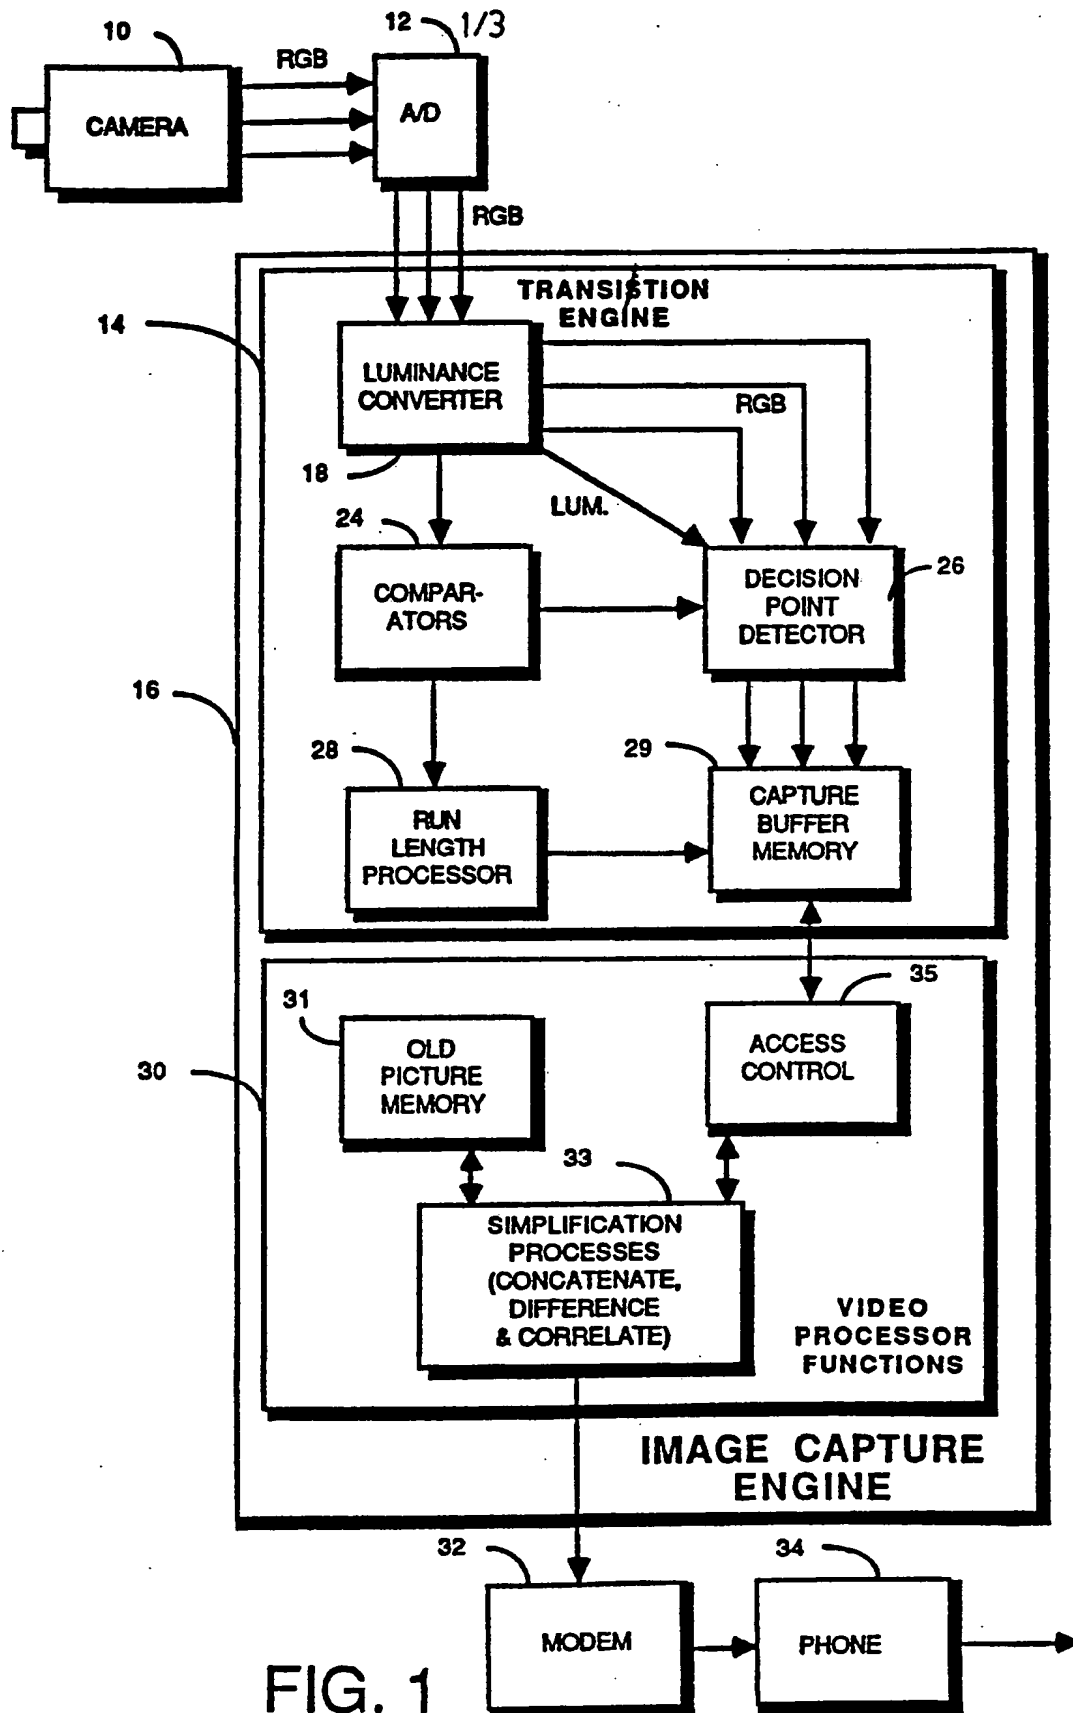 10
12 1/3
RGB
CAMERA
A/D
RGB
TRANSISTION
ENGINE
14
LUMINANCE
CONVERTER
RGB
18
LUM.
24
COMPAR-
ATORS
DECISION
POINT
DETECTOR
26
16
28
29
RUN
LENGTH
PROCESSOR
CAPTURE
BUFFER
MEMORY
31
35
30
OLD
PICTURE
MEMORY
ACCESS
CONTROL
33
SIMPLIFICATION
PROCESSES
(CONCATENATE,
DIFFERENCE
& CORRELATE)
VIDEO
PROCESSOR
FUNCTIONS
IMAGE CAPTURE
ENGINE
32
34
MODEM
PHONE
FIG. 1